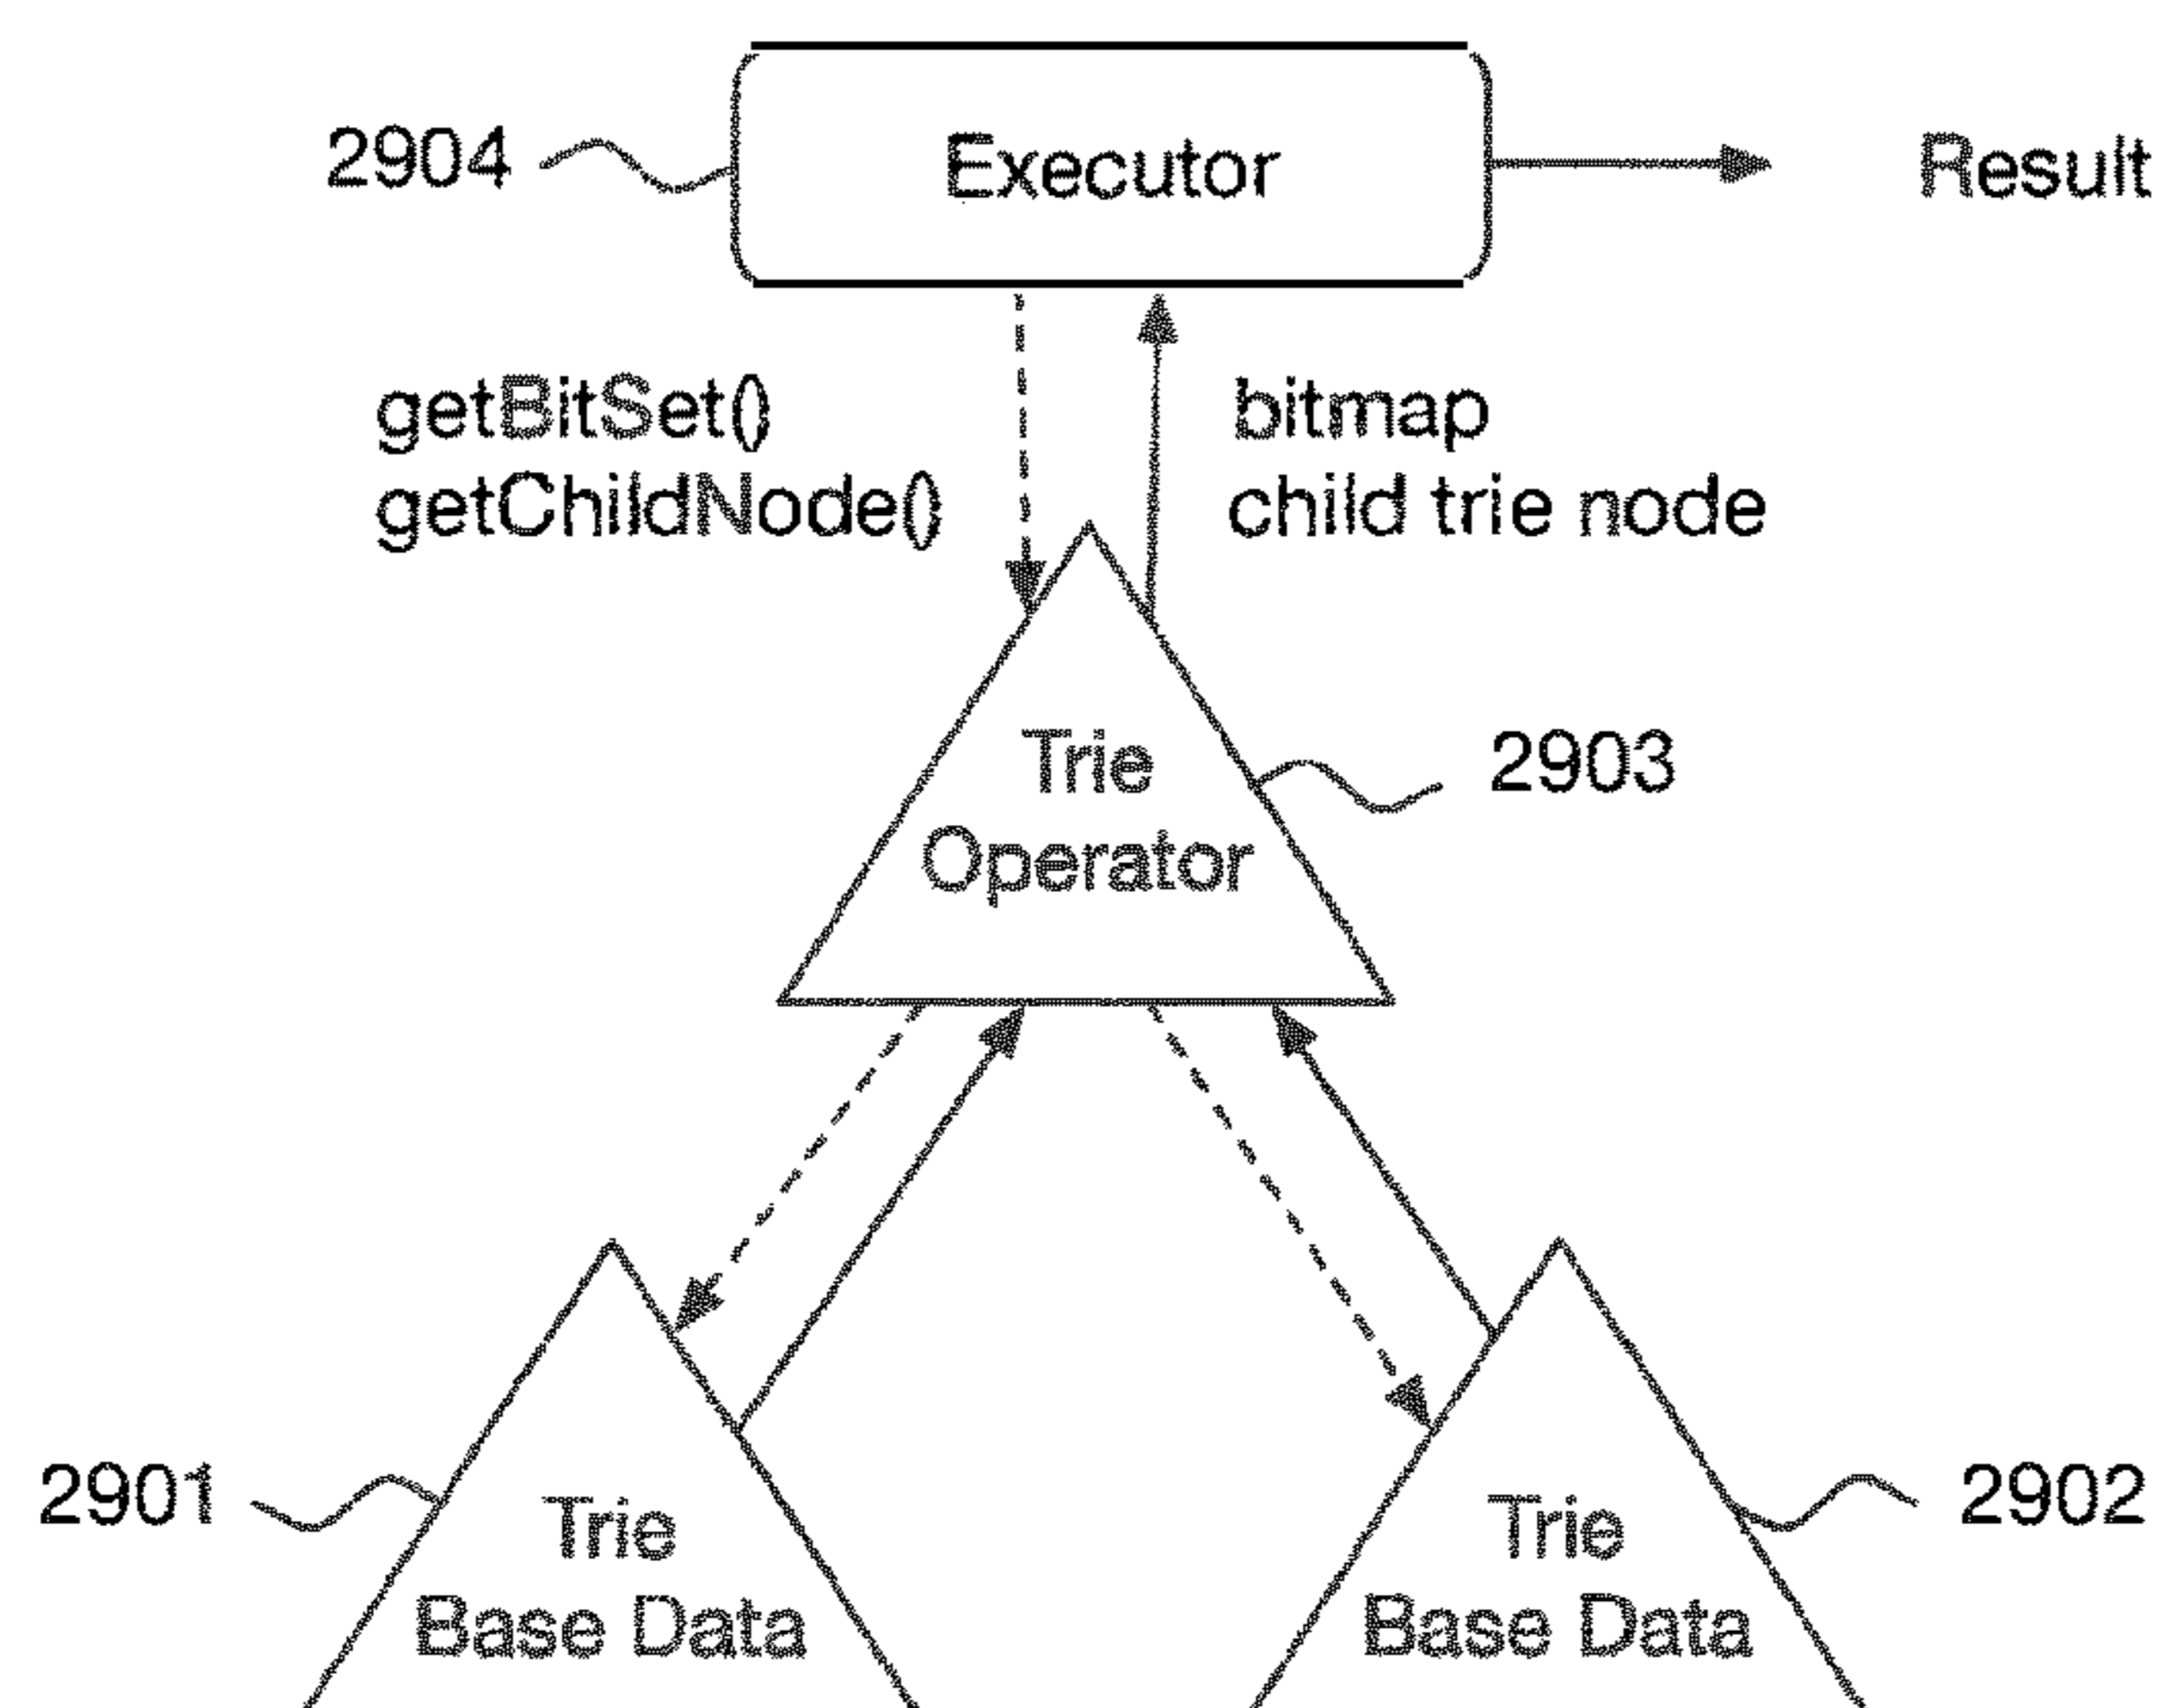 2904
Executor
Result
getBitSet()
getChildNode()
bitmap
child trie node
Trie
Operator
2903
2901
Trie
Base Data
Trie
Base Data
2902